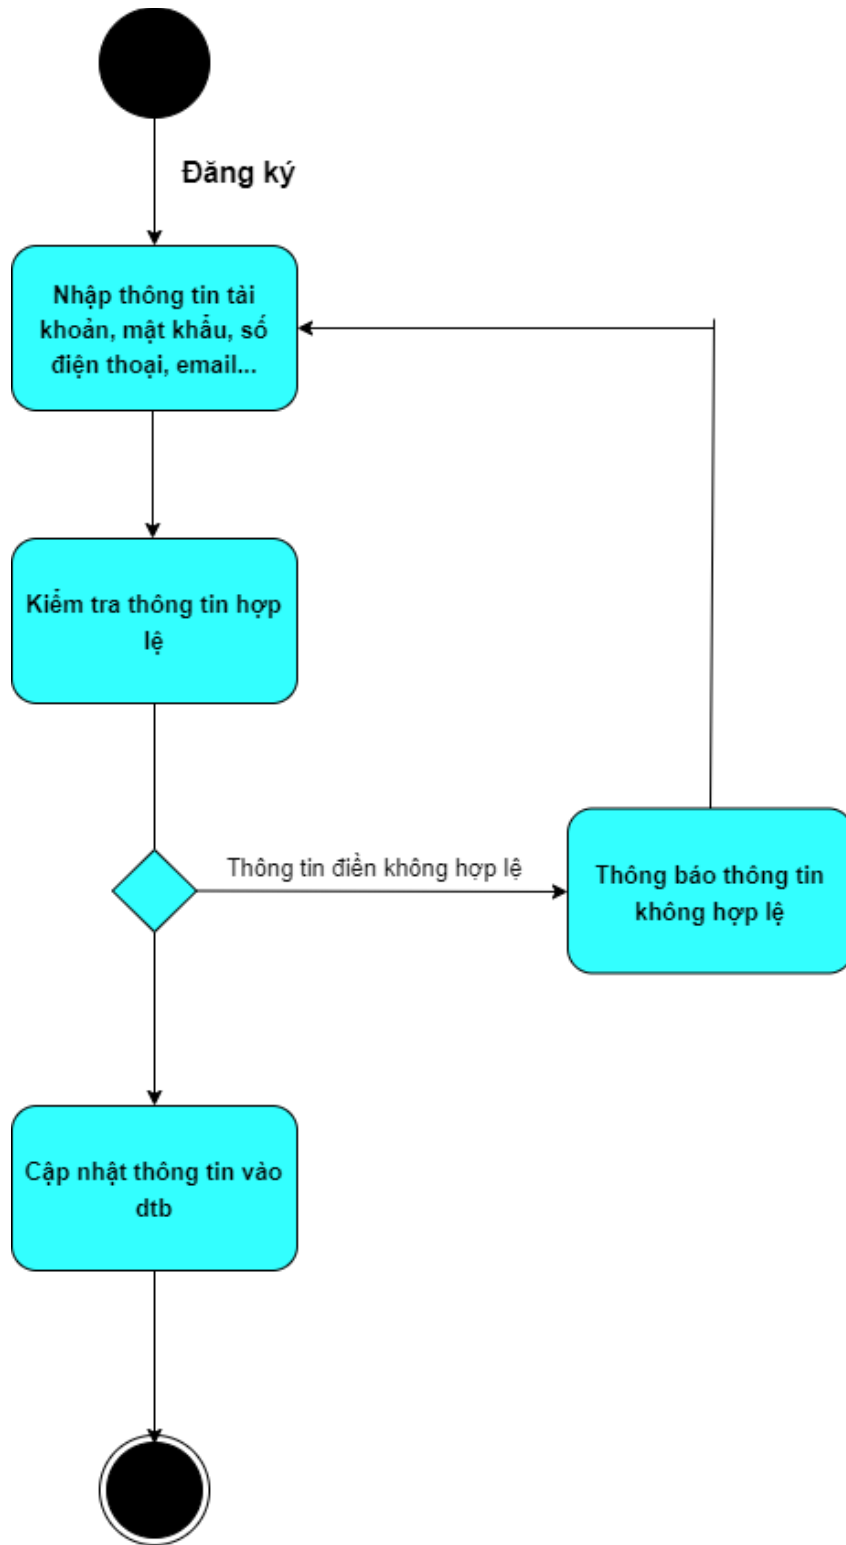 Đăng ký
Nhập thông tin tài
khoản, mật khẩu, số
điện thoại, email...
Kiểm tra thông tin hợp
lệ
Thông tin điền không hợp lệ
Thông báo thông tin
không hợp lệ
Cập nhật thông tin vào
dtb